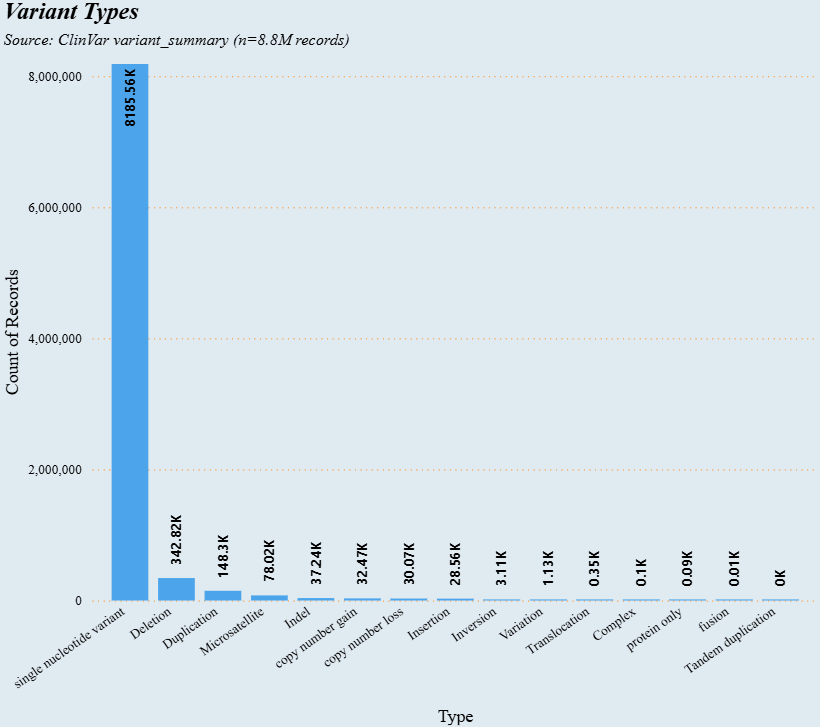 Variant Types
Source: ClinVar variant_summary (n=8.8M records)
Count of Records
8,000,000
6,000,000
4,000,000
2,000,000
0
8185.56K
342.82K
148.3K
78.02K
37.24K
32.47K
30.07K
28.56K
3.11K
1.13K
0.35K
0.1K
0.09K
0.01K
0K
single nucleotide variant
Deletion
Duplication
Microsatellite
Indel
copy number gain
copy number loss
Insertion
Inversion
Variation
Translocation
Complex
protein only
fusion
Tandem duplication
Type